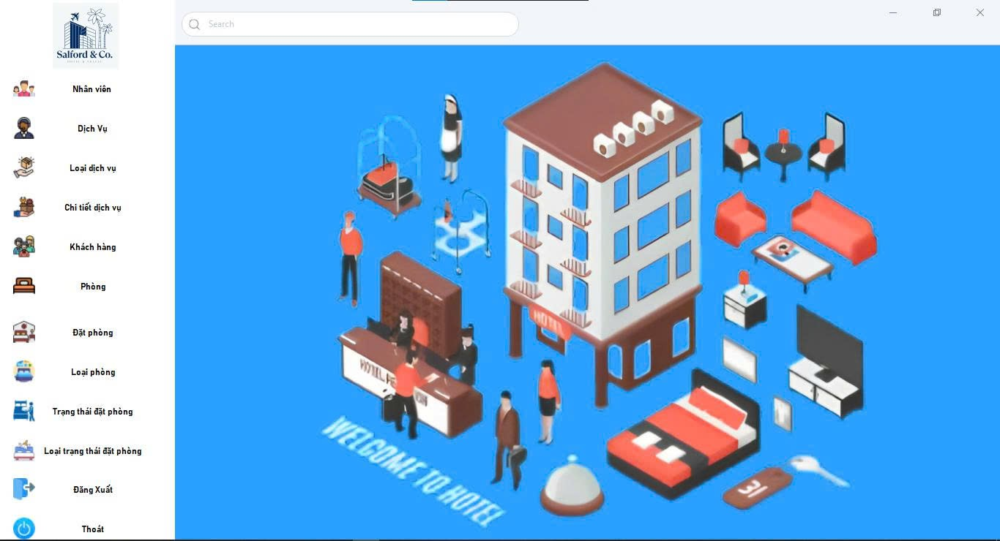 Search
Salford & Co.
Nhân viên
Dịch Vụ
Loại dịch vụ
Chi tiết dịch vụ
Khách hàng
Phòng
Đặt phòng
Loại phòng
Trạng thái đặt phòng
Loại trạng thái đặt phòng
Đăng Xuất
Thoát
HOTEL
HOTEL
WELCOME TO HOTEL
31